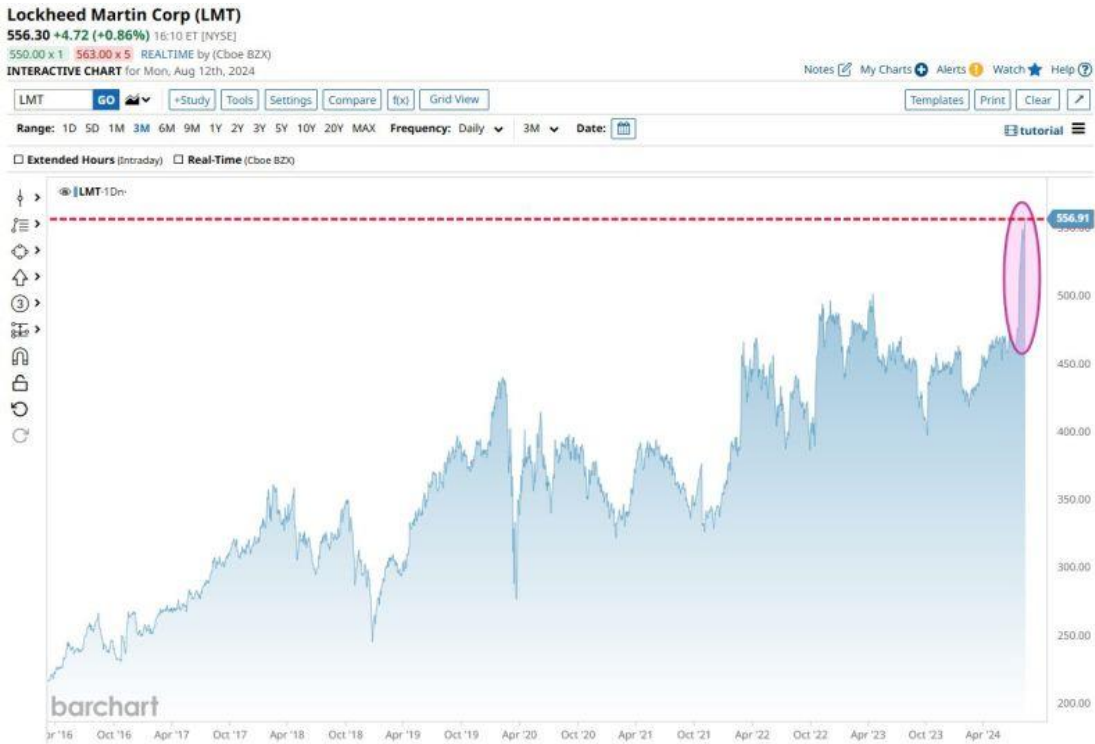 Lockheed Martin Corp (LMT)
556.30 +4.72 (+0.86%) 16:10 ET [NYSE]
550.00 x 1 563.00 x 5 REALTIME by (Cboe BZX)
INTERACTIVE CHART for Mon, Aug 12th, 2024
Notes My Charts Alerts Watch Help
LMT GO +Study Tools Settings Compare f(x) Grid View Templates Print Clear
Range: 1D 5D 1M 3M 6M 9M 1Y 2Y 3Y 5Y 10Y 20Y MAX Frequency: Daily 3M Date: tutorial
Extended Hours (Intraday) Real-Time (Cboe BZX)
LMT
556.91
500.00
450.00
400.00
350.00
300.00
250.00
200.00
3
barchart
Oct '16 Apr '17 Oct '17 Apr '18 Oct '18 Apr '19 Oct '19 Apr '20 Oct '20 Apr '21 Oct '21 Apr '22 Oct '22 Apr '23 Oct '23 Apr '24